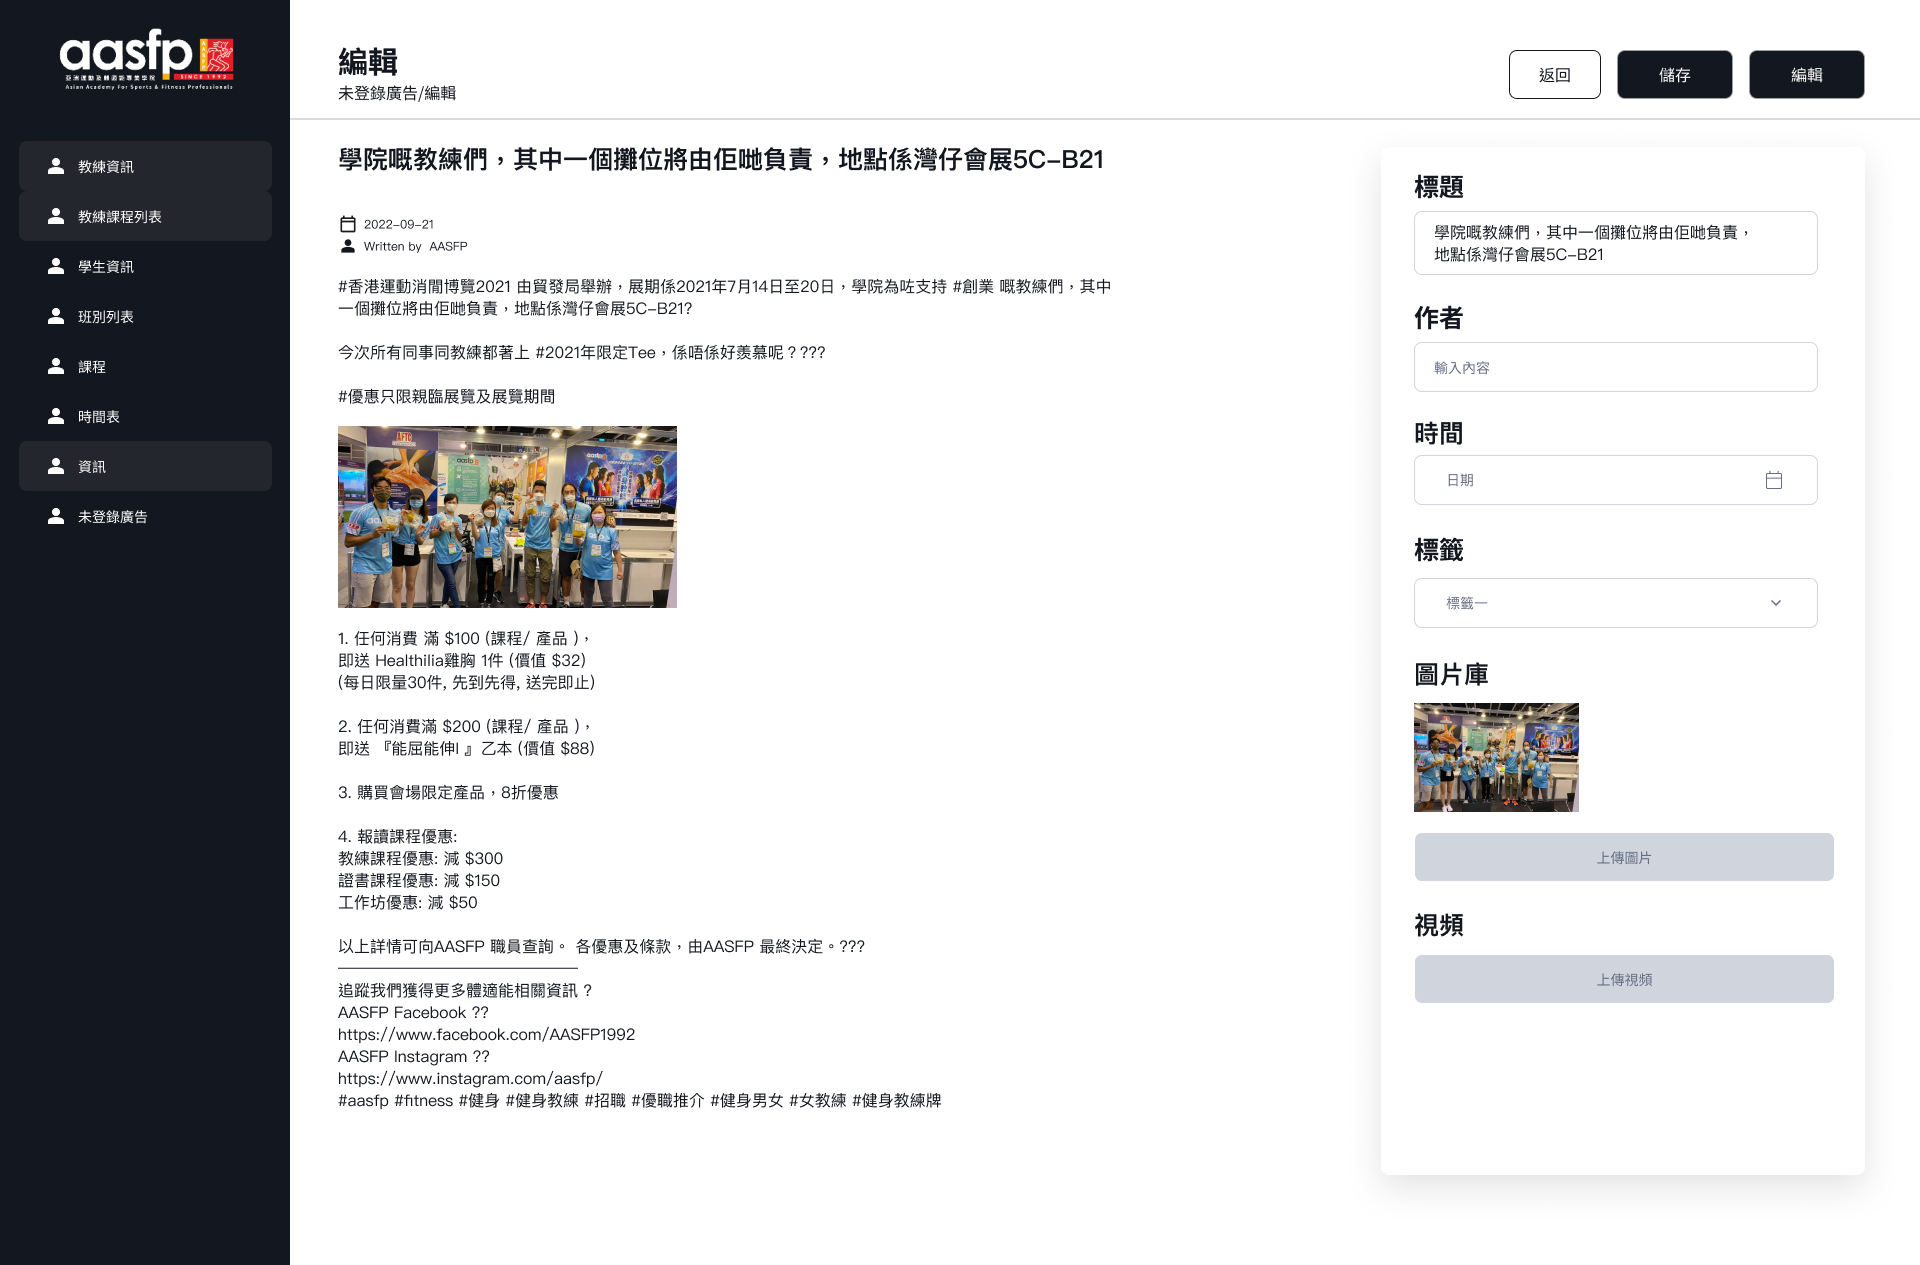 aasfp
亞洲運動及體適能專業學院
SINCE 1992
Asian Academy For Sports & Fitness Professionals
教練資訊
教練課程列表
學生資訊
班別列表
課程
時間表
資訊
未登錄廣告
編輯
未登錄廣告/編輯
返回
儲存
編輯
學院嘅教練們，其中一個攤位將由佢哋負責，地點係灣仔會展5C-B21
2022-09-21
Written by AASFP
#香港運動消閒博覽2021 由貿發局舉辦，展期係2021年7月14日至20日，學院為咗支持 #創業 嘅教練們，其中
一個攤位將由佢哋負責，地點係灣仔會展5C-B21?
今次所有同事同教練都著上 #2021年限定Tee，係唔係好羨慕呢？???
#優惠只限親臨展覽及展覽期間
AFTC
aasfp
1. 任何消費 滿 $100 (課程/ 產品 )，
即送 Healthilia雞胸 1件 (價值 $32)
(每日限量30件, 先到先得, 送完即止)
2. 任何消費滿 $200 (課程/ 產品 )，
即送 『能屈能伸I 』乙本 (價值 $88)
3. 購買會場限定產品，8折優惠
4. 報讀課程優惠:
教練課程優惠: 減 $300
證書課程優惠: 減 $150
工作坊優惠: 減 $50
以上詳情可向AASFP 職員查詢。 各優惠及條款，由AASFP 最終決定。???
追蹤我們獲得更多體適能相關資訊？
AASFP Facebook ??
https://www.facebook.com/AASFP1992
AASFP Instagram ??
https://www.instagram.com/aasfp/
#aasfp #fitness #健身 #健身教練 #招職 #優職推介 #健身男女 #女教練 #健身教練牌
標題
學院嘅教練們，其中一個攤位將由佢哋負責，
地點係灣仔會展5C-B21
作者
輸入內容
時間
日期
標籤
標籤一
圖片庫
上傳圖片
視頻
上傳視頻